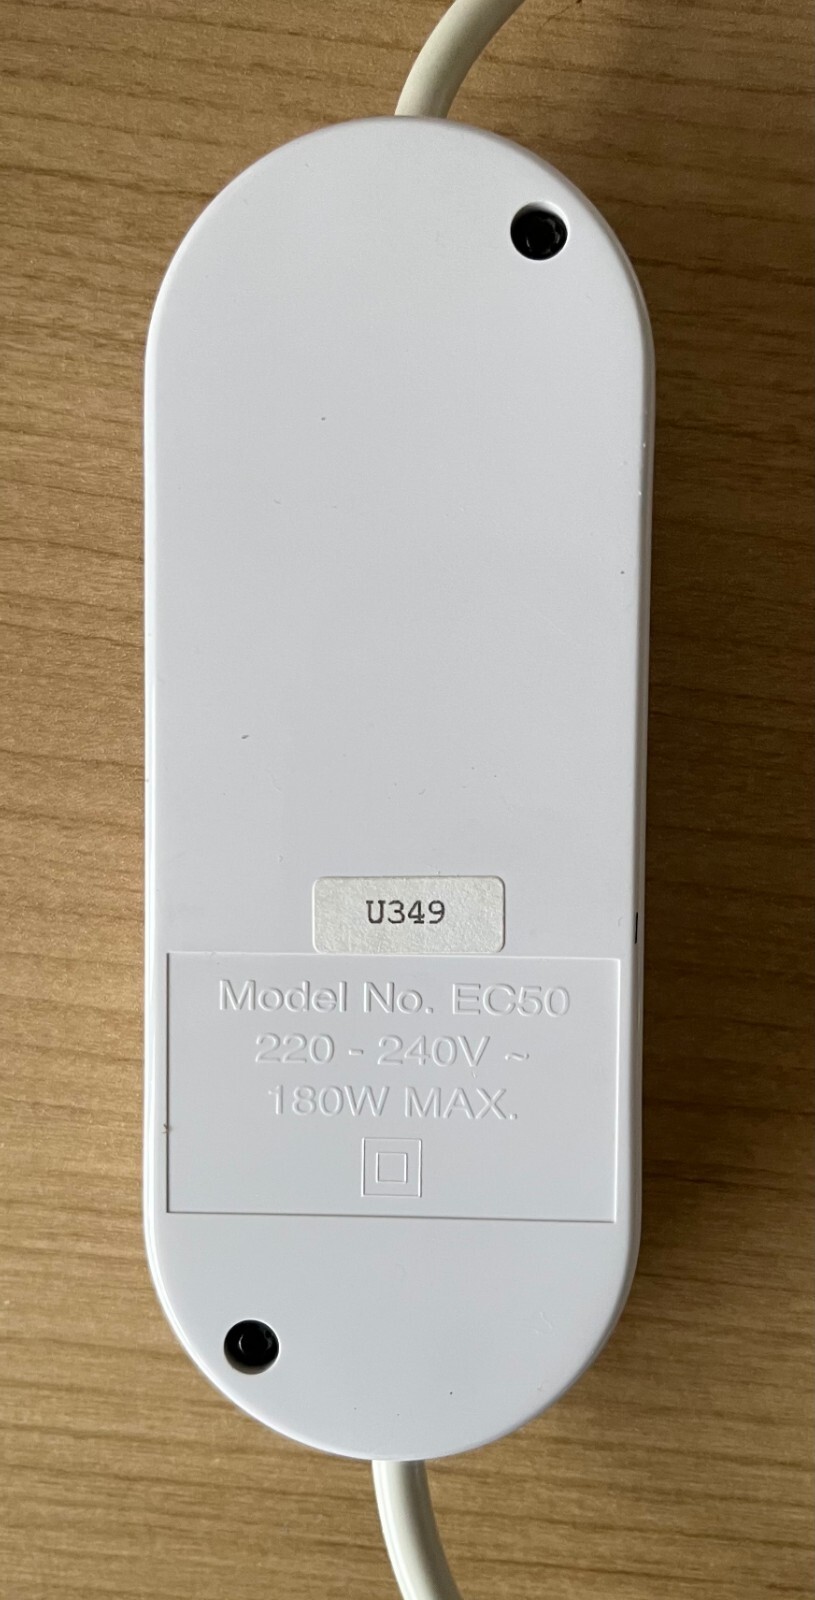 U349
Model No. EC50
220 - 240V ~
180W MAX.